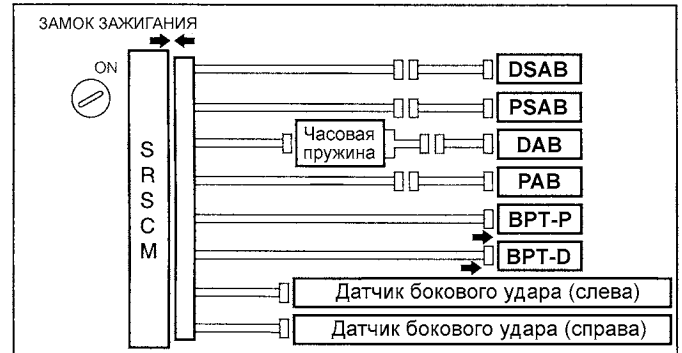 ЗАМОК ЗАЖИГАНИЯ
ON
SRSCM
DSAB
PSAB
Часовая
пружина
DAB
PAB
BPT-P
BPT-D
Датчик бокового удара (слева)
Датчик бокового удара (справа)